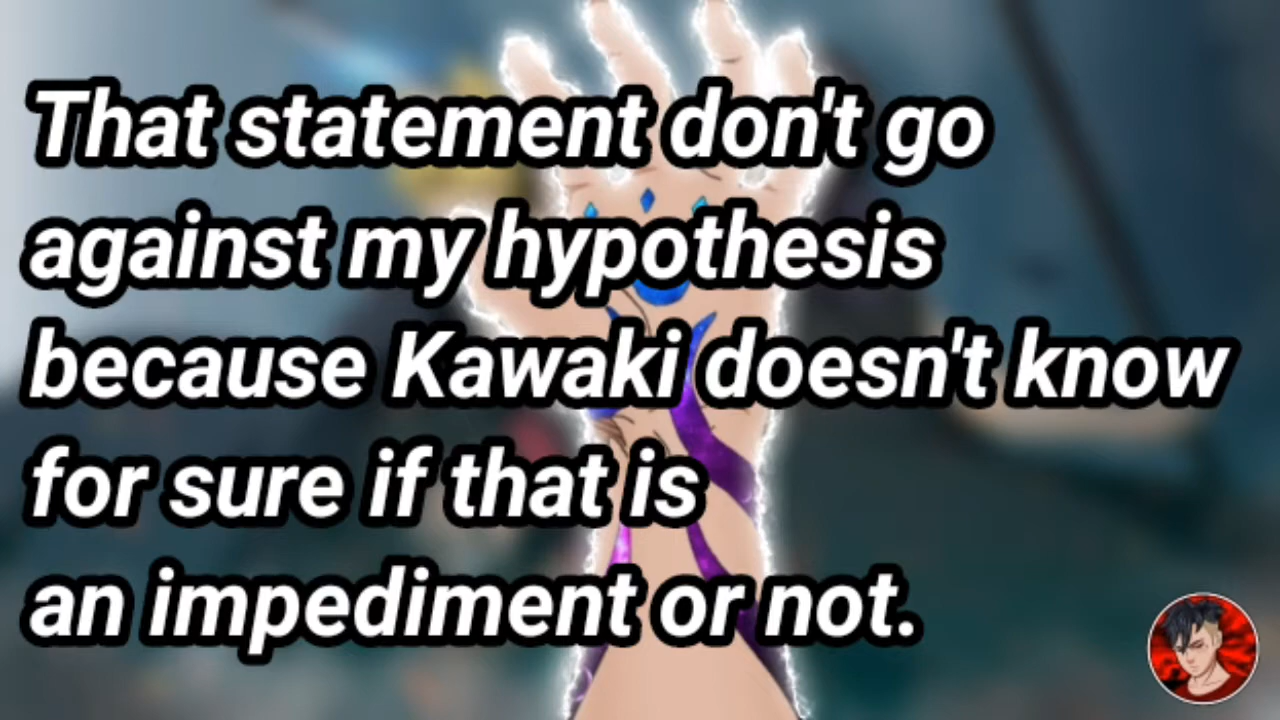 That statement don't go
against my hypothesis
because Kawaki doesn't know
for sure if that is
an impediment or not.